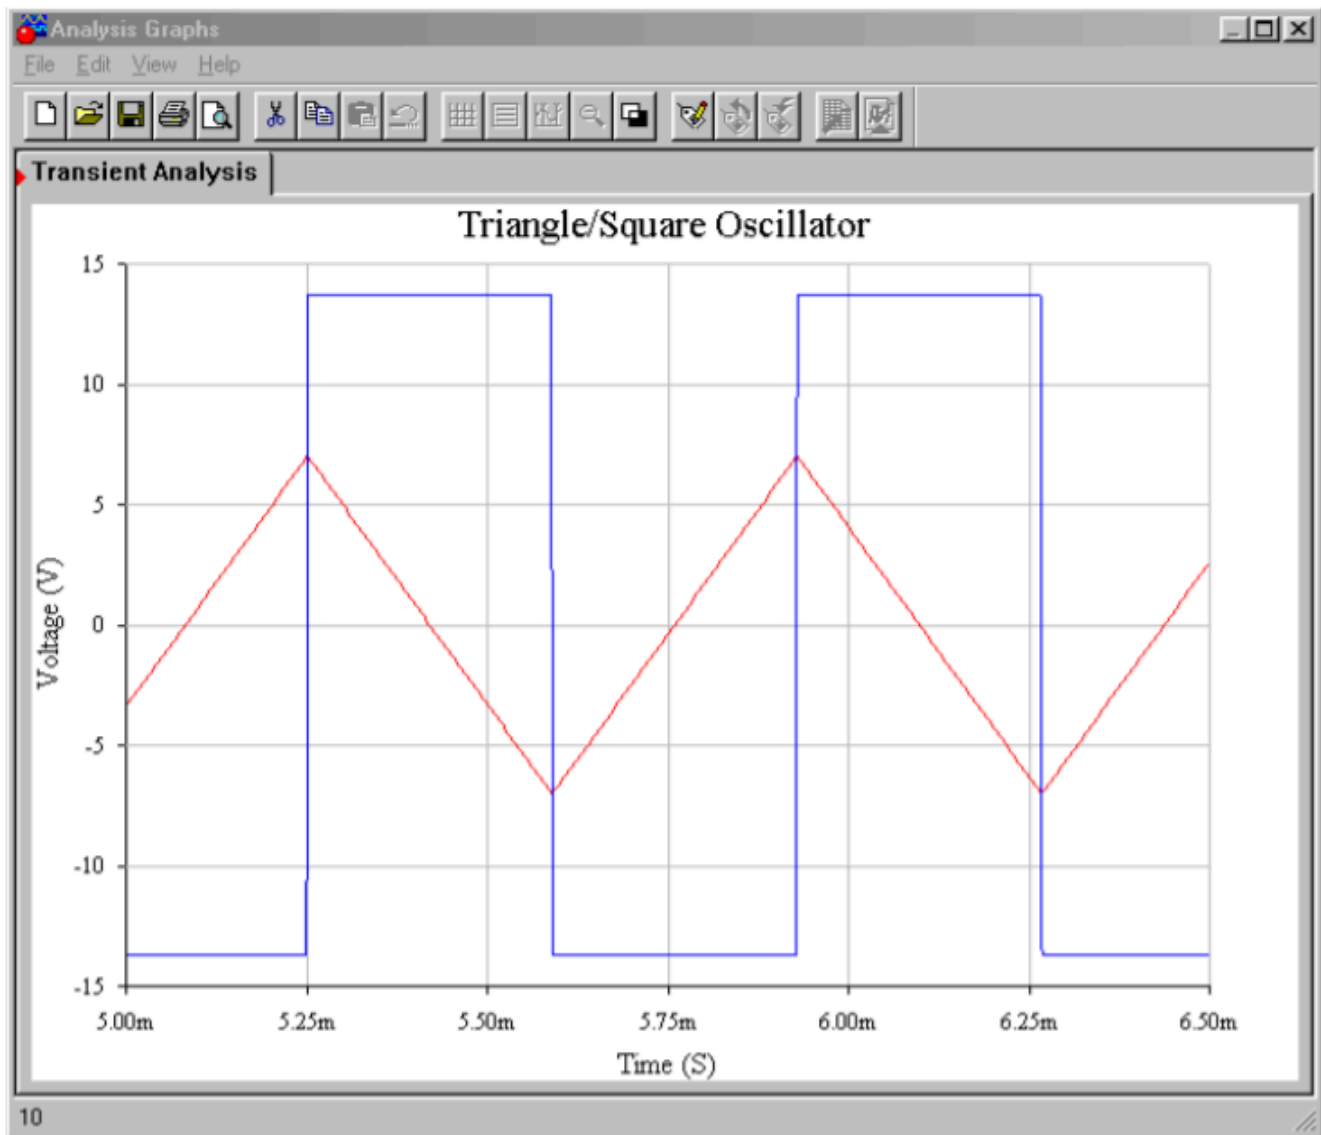 Analysis Graphs
File Edit View Help
Transient Analysis
Triangle/Square Oscillator
15
10
5
0
-5
-10
-15
Voltage (V)
5.00m 5.25m 5.50m 5.75m 6.00m 6.25m 6.50m
Time (S)
10